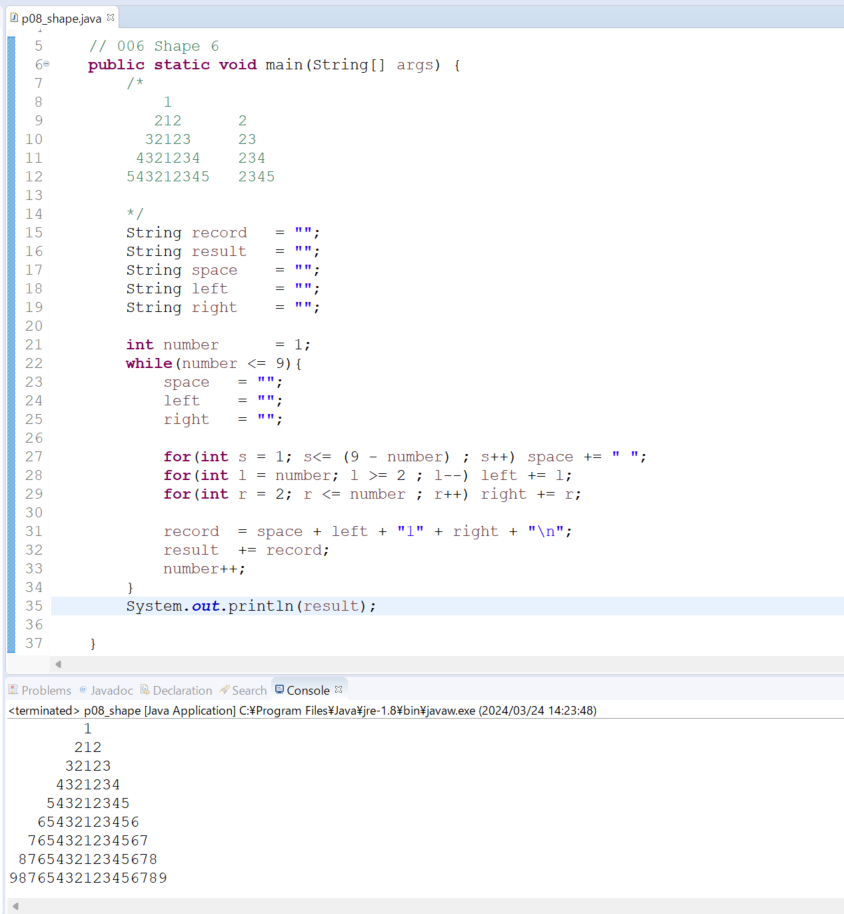 p08_shape.java
5 // 006 Shape 6
6 public static void main(String[] args) {
7 /*
8 1
9 212 2
10 32123 23
11 4321234 234
12 543212345 2345
13
14 */
15 String record = "";
16 String result = "";
17 String space = "";
18 String left = "";
19 String right = "";
20
21 int number = 1;
22 while(number <= 9){
23 space = "";
24 left = "";
25 right = "";
26
27 for(int s = 1; s<= (9 - number) ; s++) space += " ";
28 for(int l = number; l >= 2 ; l--) left += l;
29 for(int r = 2; r <= number ; r++) right += r;
30
31 record = space + left + "1" + right + "\n";
32 result += record;
33 number++;
34 }
35 System.out.println(result);
36
37 }
Problems Javadoc Declaration Search Console
<terminated> p08_shape [Java Application] C:¥Program Files¥Java¥jre-1.8¥bin¥javaw.exe (2024/03/24 14:23:48)
1
212
32123
4321234
543212345
65432123456
7654321234567
876543212345678
98765432123456789